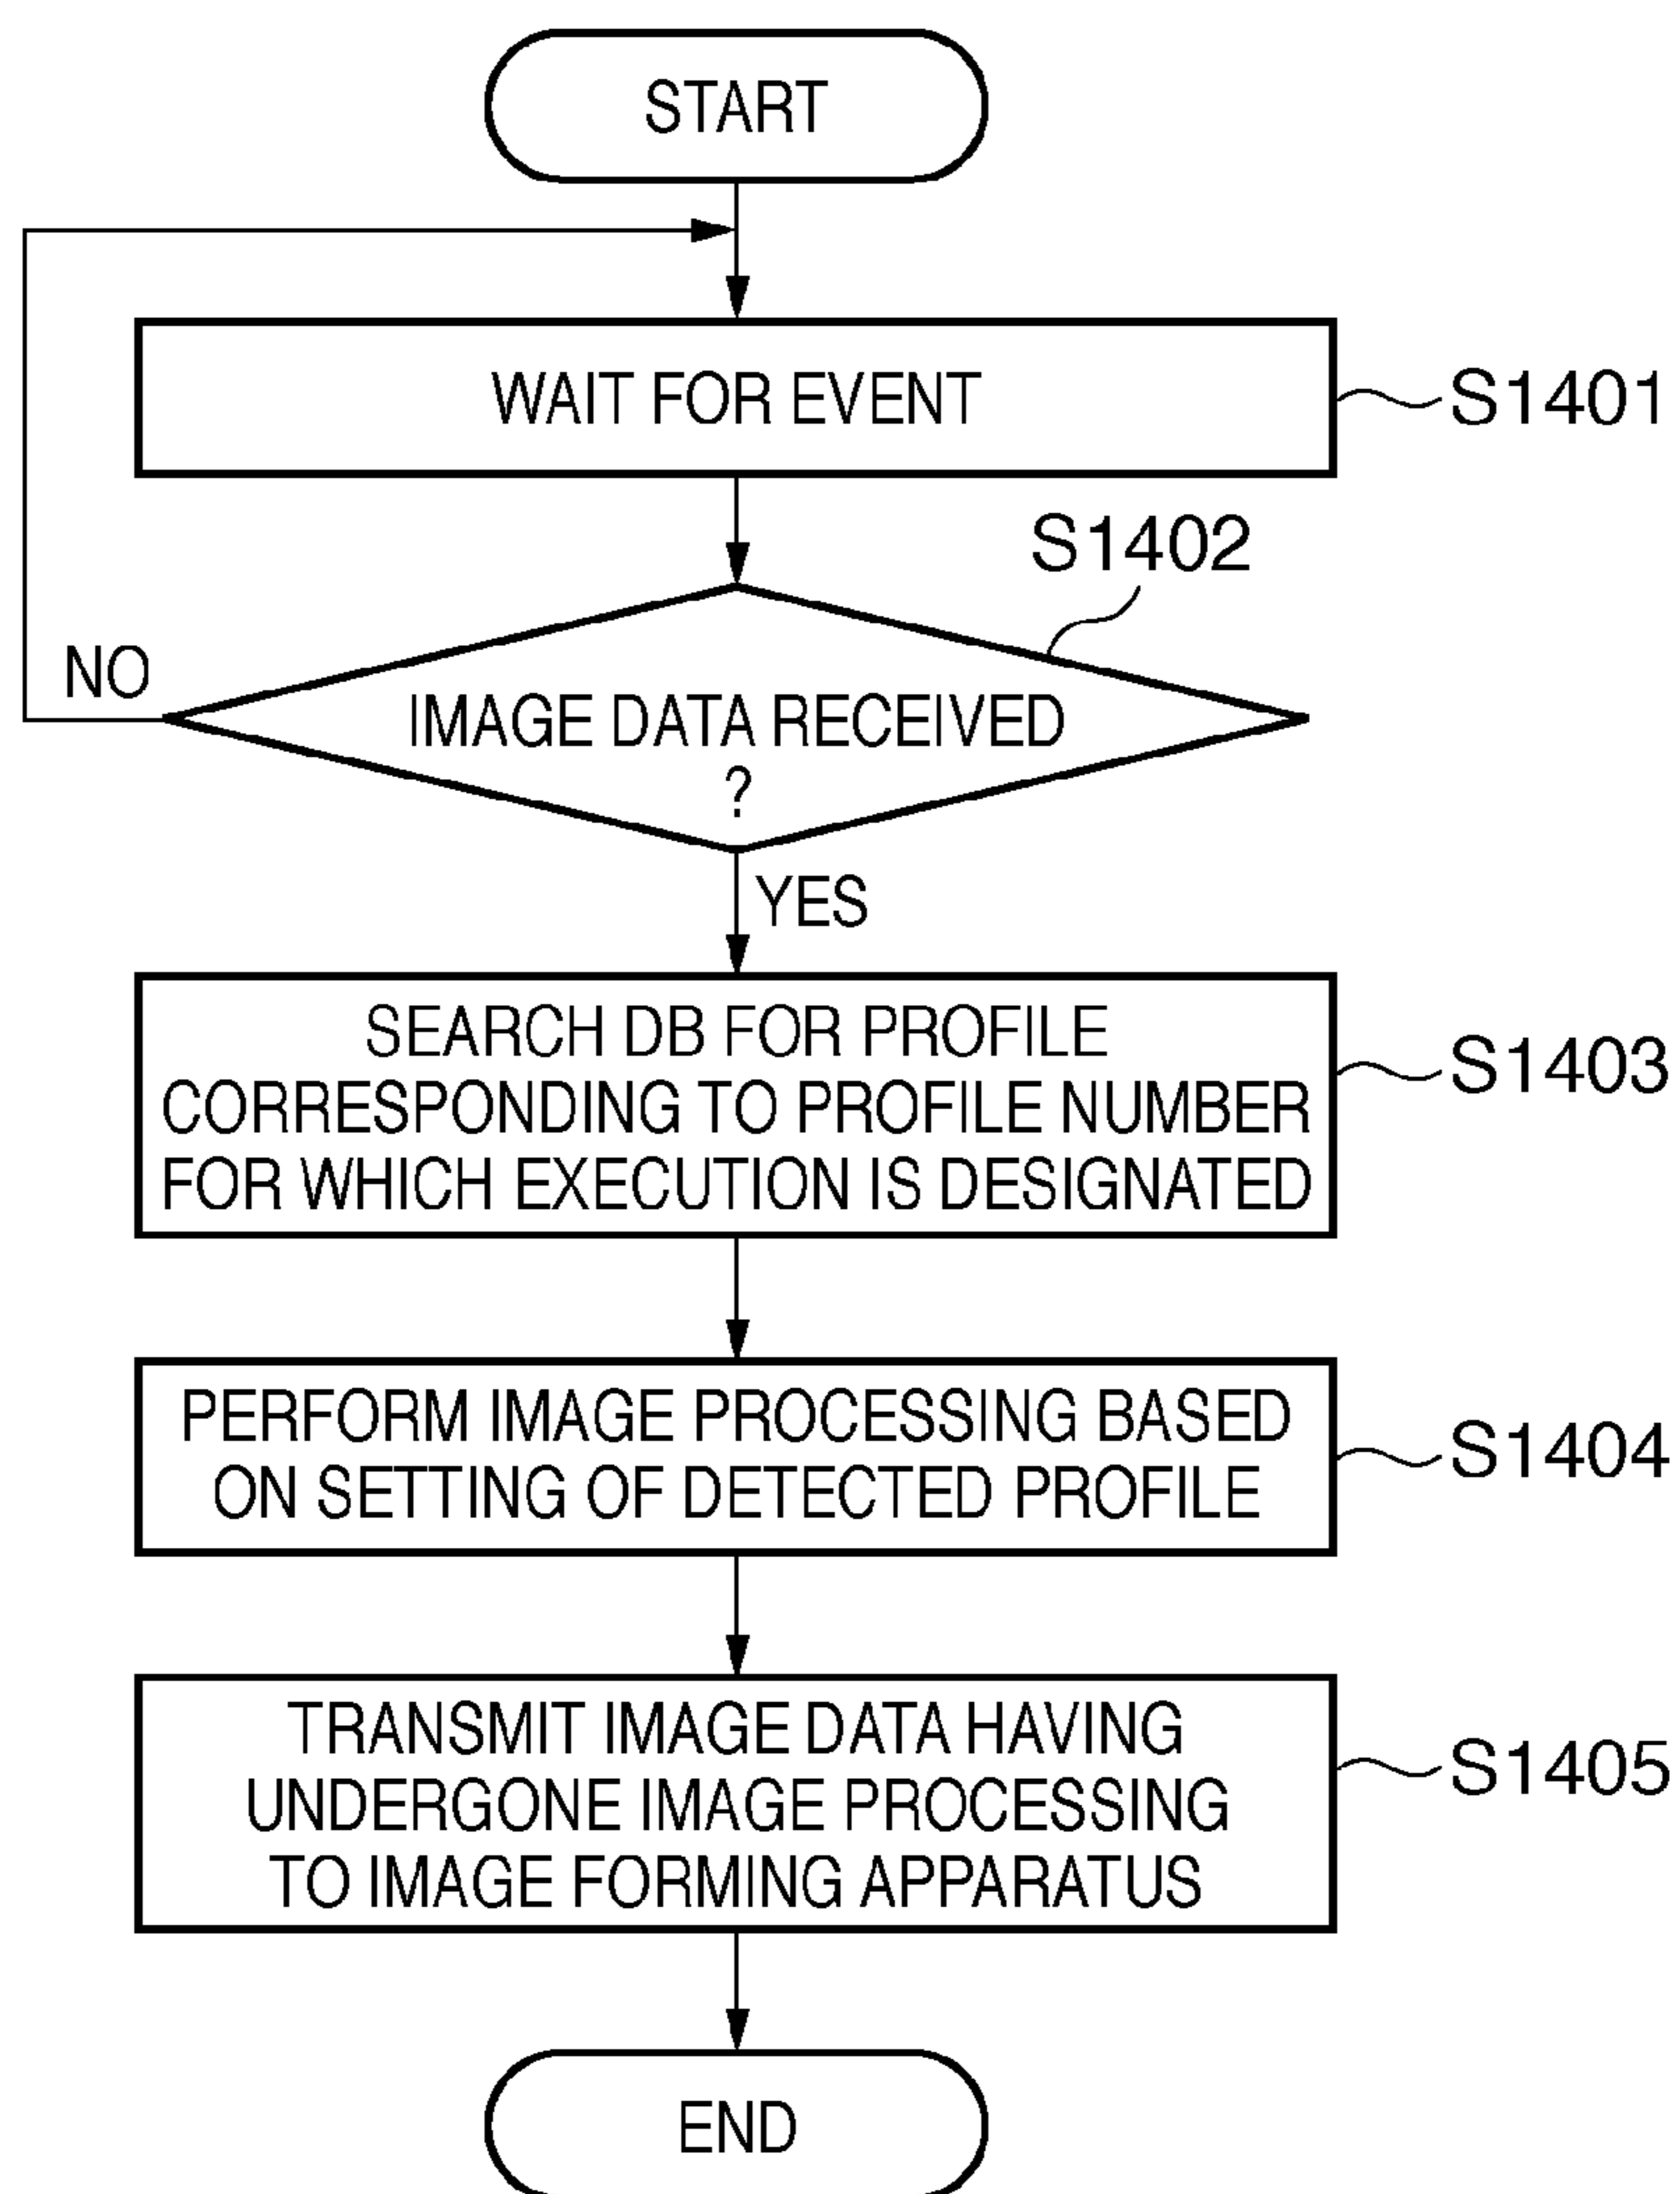 START
WAIT FOR EVENT
S1401
S1402
NO
IMAGE DATA RECEIVED
?
YES
SEARCH DB FOR PROFILE
CORRESPONDING TO PROFILE NUMBER
FOR WHICH EXECUTION IS DESIGNATED
S1403
PERFORM IMAGE PROCESSING BASED
ON SETTING OF DETECTED PROFILE
S1404
TRANSMIT IMAGE DATA HAVING
UNDERGONE IMAGE PROCESSING
TO IMAGE FORMING APPARATUS
S1405
END